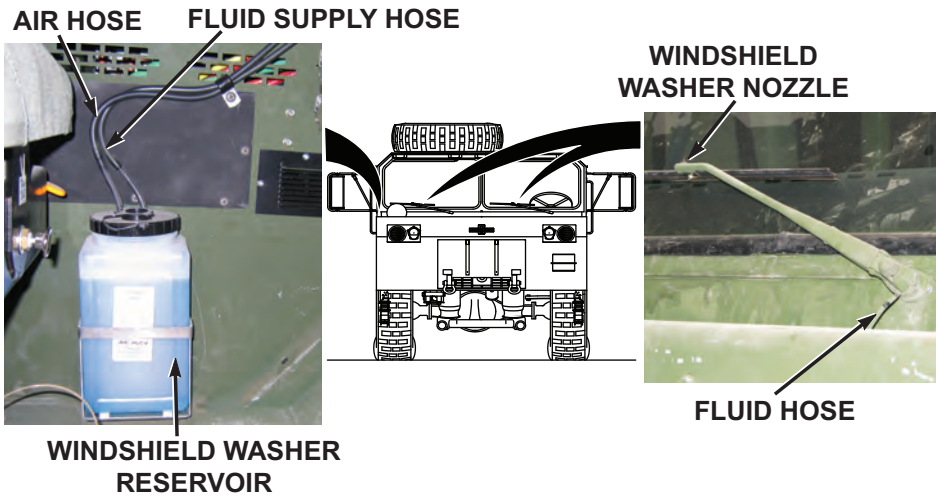 AIR HOSE
FLUID SUPPLY HOSE
WINDSHIELD
WASHER NOZZLE
FLUID HOSE
WINDSHIELD WASHER
RESERVOIR